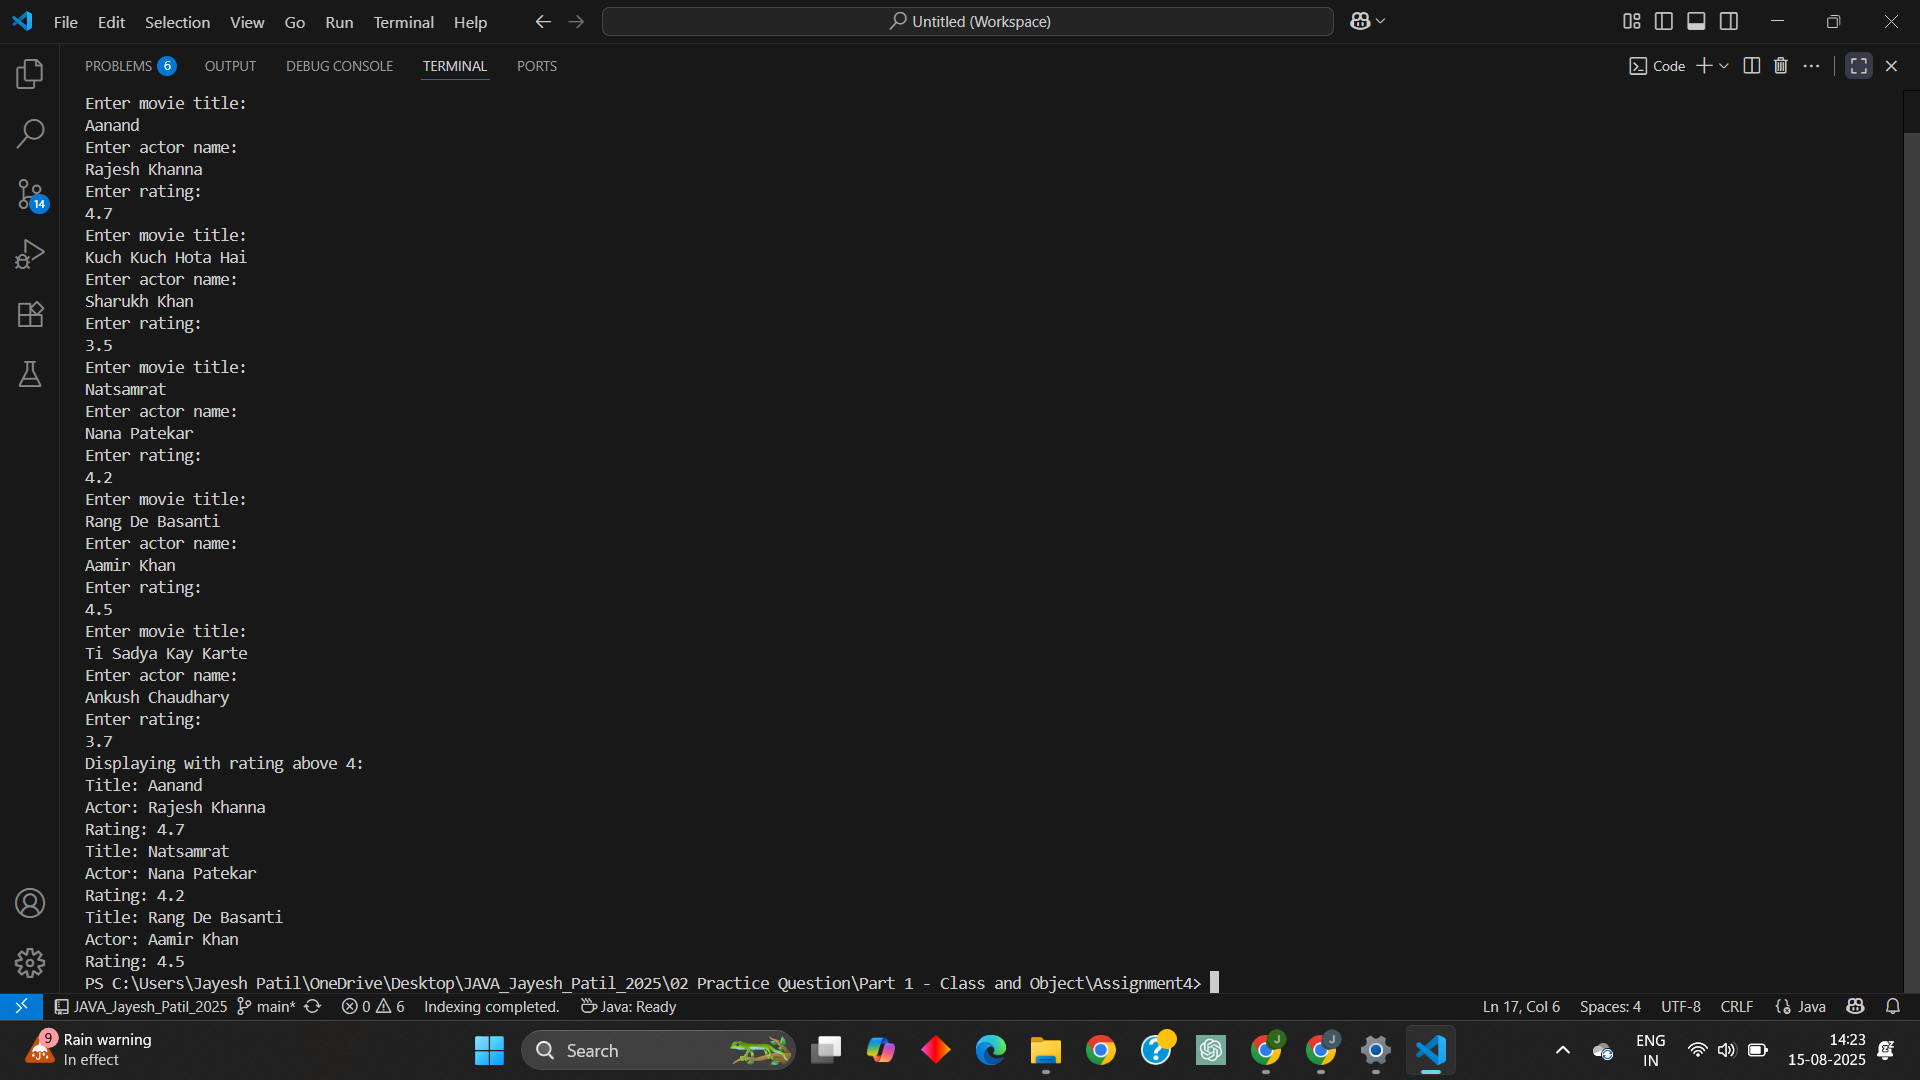 File Edit Selection View Go Run Terminal Help
Untitled (Workspace)
PROBLEMS 6 OUTPUT DEBUG CONSOLE TERMINAL PORTS
Code
Enter movie title:
Aanand
Enter actor name:
Rajesh Khanna
Enter rating:
4.7
Enter movie title:
Kuch Kuch Hota Hai
Enter actor name:
Sharukh Khan
Enter rating:
3.5
Enter movie title:
Natsamrat
Enter actor name:
Nana Patekar
Enter rating:
4.2
Enter movie title:
Rang De Basanti
Enter actor name:
Aamir Khan
Enter rating:
4.5
Enter movie title:
Ti Sadya Kay Karte
Enter actor name:
Ankush Chaudhary
Enter rating:
3.7
Displaying with rating above 4:
Title: Aanand
Actor: Rajesh Khanna
Rating: 4.7
Title: Natsamrat
Actor: Nana Patekar
Rating: 4.2
Title: Rang De Basanti
Actor: Aamir Khan
Rating: 4.5
PS C:\Users\Jayesh Patil\OneDrive\Desktop\JAVA_Jayesh_Patil_2025\02 Practice Question\Part 1 - Class and Object\Assignment4>
14
JAVA_Jayesh_Patil_2025 main* 0 6 Indexing completed. Java: Ready
Ln 17, Col 6 Spaces: 4 UTF-8 CRLF Java
9
Rain warning
In effect
Search
J
J
ENG
IN
14:23
15-08-2025